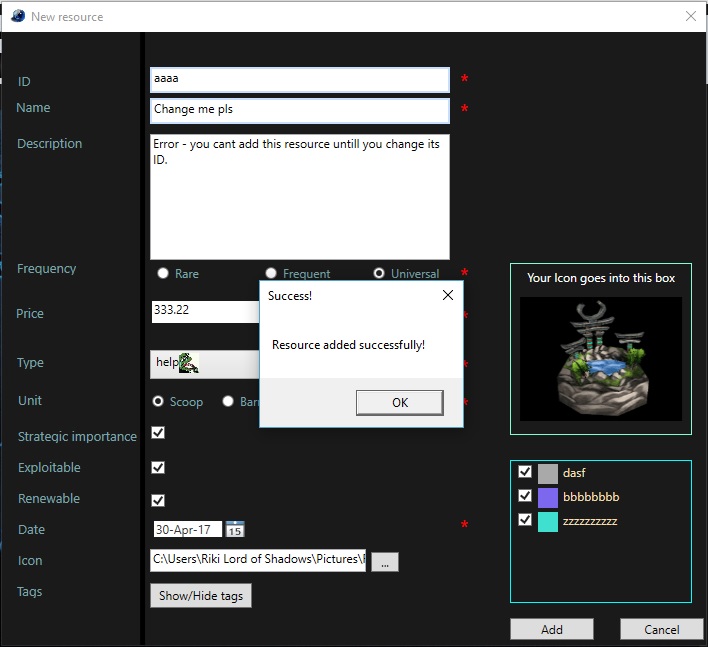 New resource
ID
aaaa
*
Name
Change me pls
*
Description
Error - you cant add this resource untill you change its
ID.
Frequency
Rare
Frequent
Universal
*
Your Icon goes into this box
Price
333.22
*
Success!
Resource added successfully!
OK
Type
help
*
Unit
Scoop
*
Strategic importance
Exploitable
Renewable
dasf
bbbbbbbb
zzzzzzzzzz
Date
30-Apr-17
15
*
Icon
C:\Users\Riki Lord of Shadows\Pictures\
...
Tags
Show/Hide tags
Add
Cancel